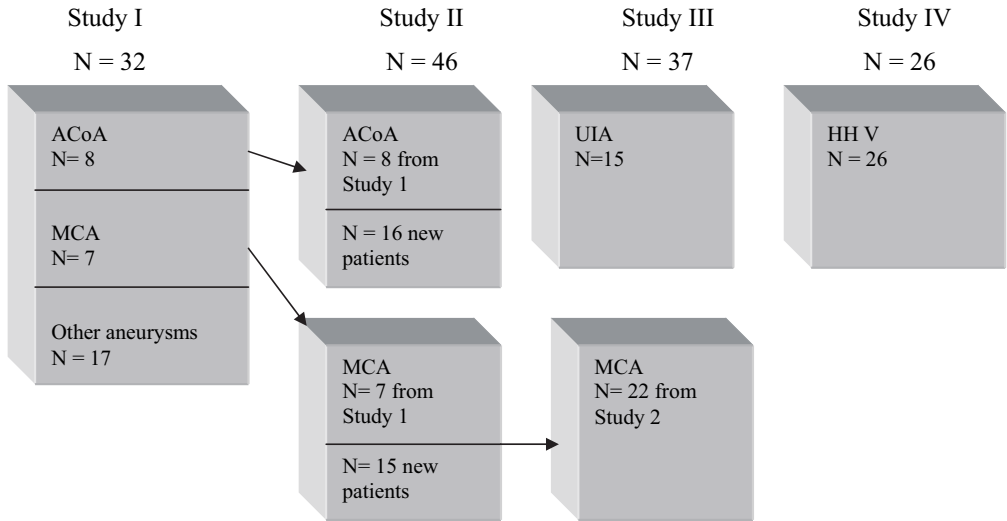 Study I
N = 32
ACoA
N= 8
MCA
N= 7
Other aneurysms
N = 17
Study II
N = 46
ACoA
N = 8 from
Study 1
N = 16 new
patients
MCA
N= 7 from
Study 1
N= 15 new
patients
Study III
N = 37
UIA
N=15
MCA
N= 22 from
Study 2
Study IV
N = 26
HH V
N = 26